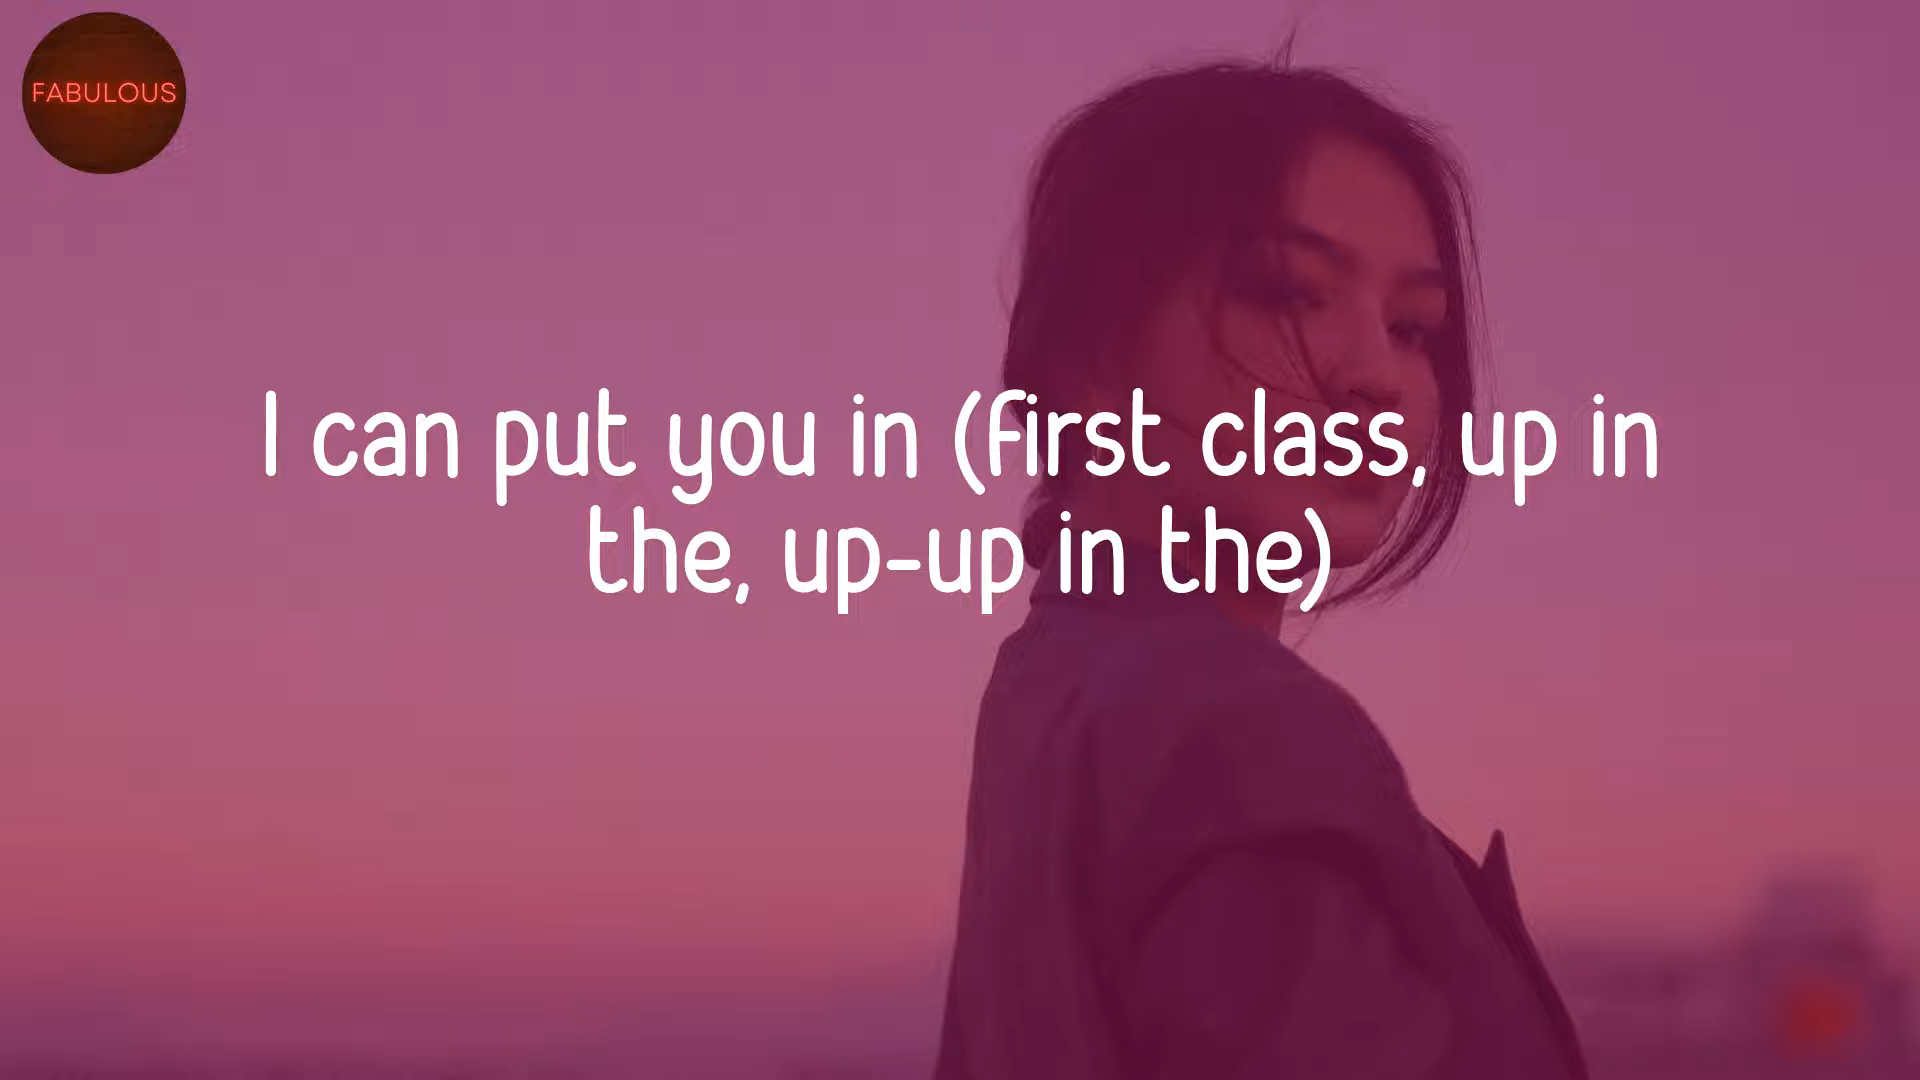 FABULOUS
I can put you in (first class, up in
the, up-up in the)